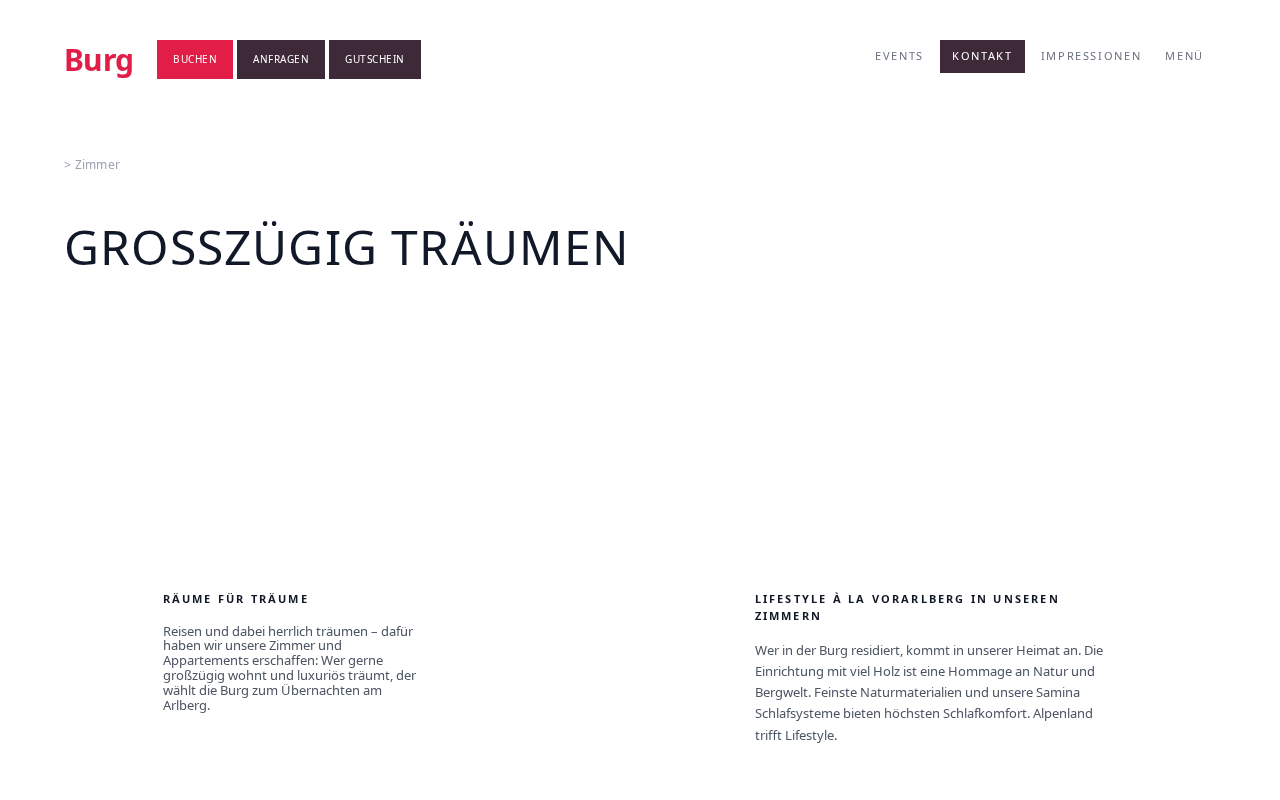 Burg
BUCHEN
ANFRAGEN
GUTSCHEIN
EVENTS
KONTAKT
IMPRESSIONEN
MENÜ
> Zimmer
GROSSZÜGIG TRÄUMEN
RÄUME FÜR TRÄUME
Reisen und dabei herrlich träumen – dafür
haben wir unsere Zimmer und
Appartements erschaffen: Wer gerne
großzügig wohnt und luxuriös träumt, der
wählt die Burg zum Übernachten am
Arlberg.
LIFESTYLE À LA VORARLBERG IN UNSEREN
ZIMMERN
Wer in der Burg residiert, kommt in unserer Heimat an. Die
Einrichtung mit viel Holz ist eine Hommage an Natur und
Bergwelt. Feinste Naturmaterialien und unsere Samina
Schlafsysteme bieten höchsten Schlafkomfort. Alpenland
trifft Lifestyle.